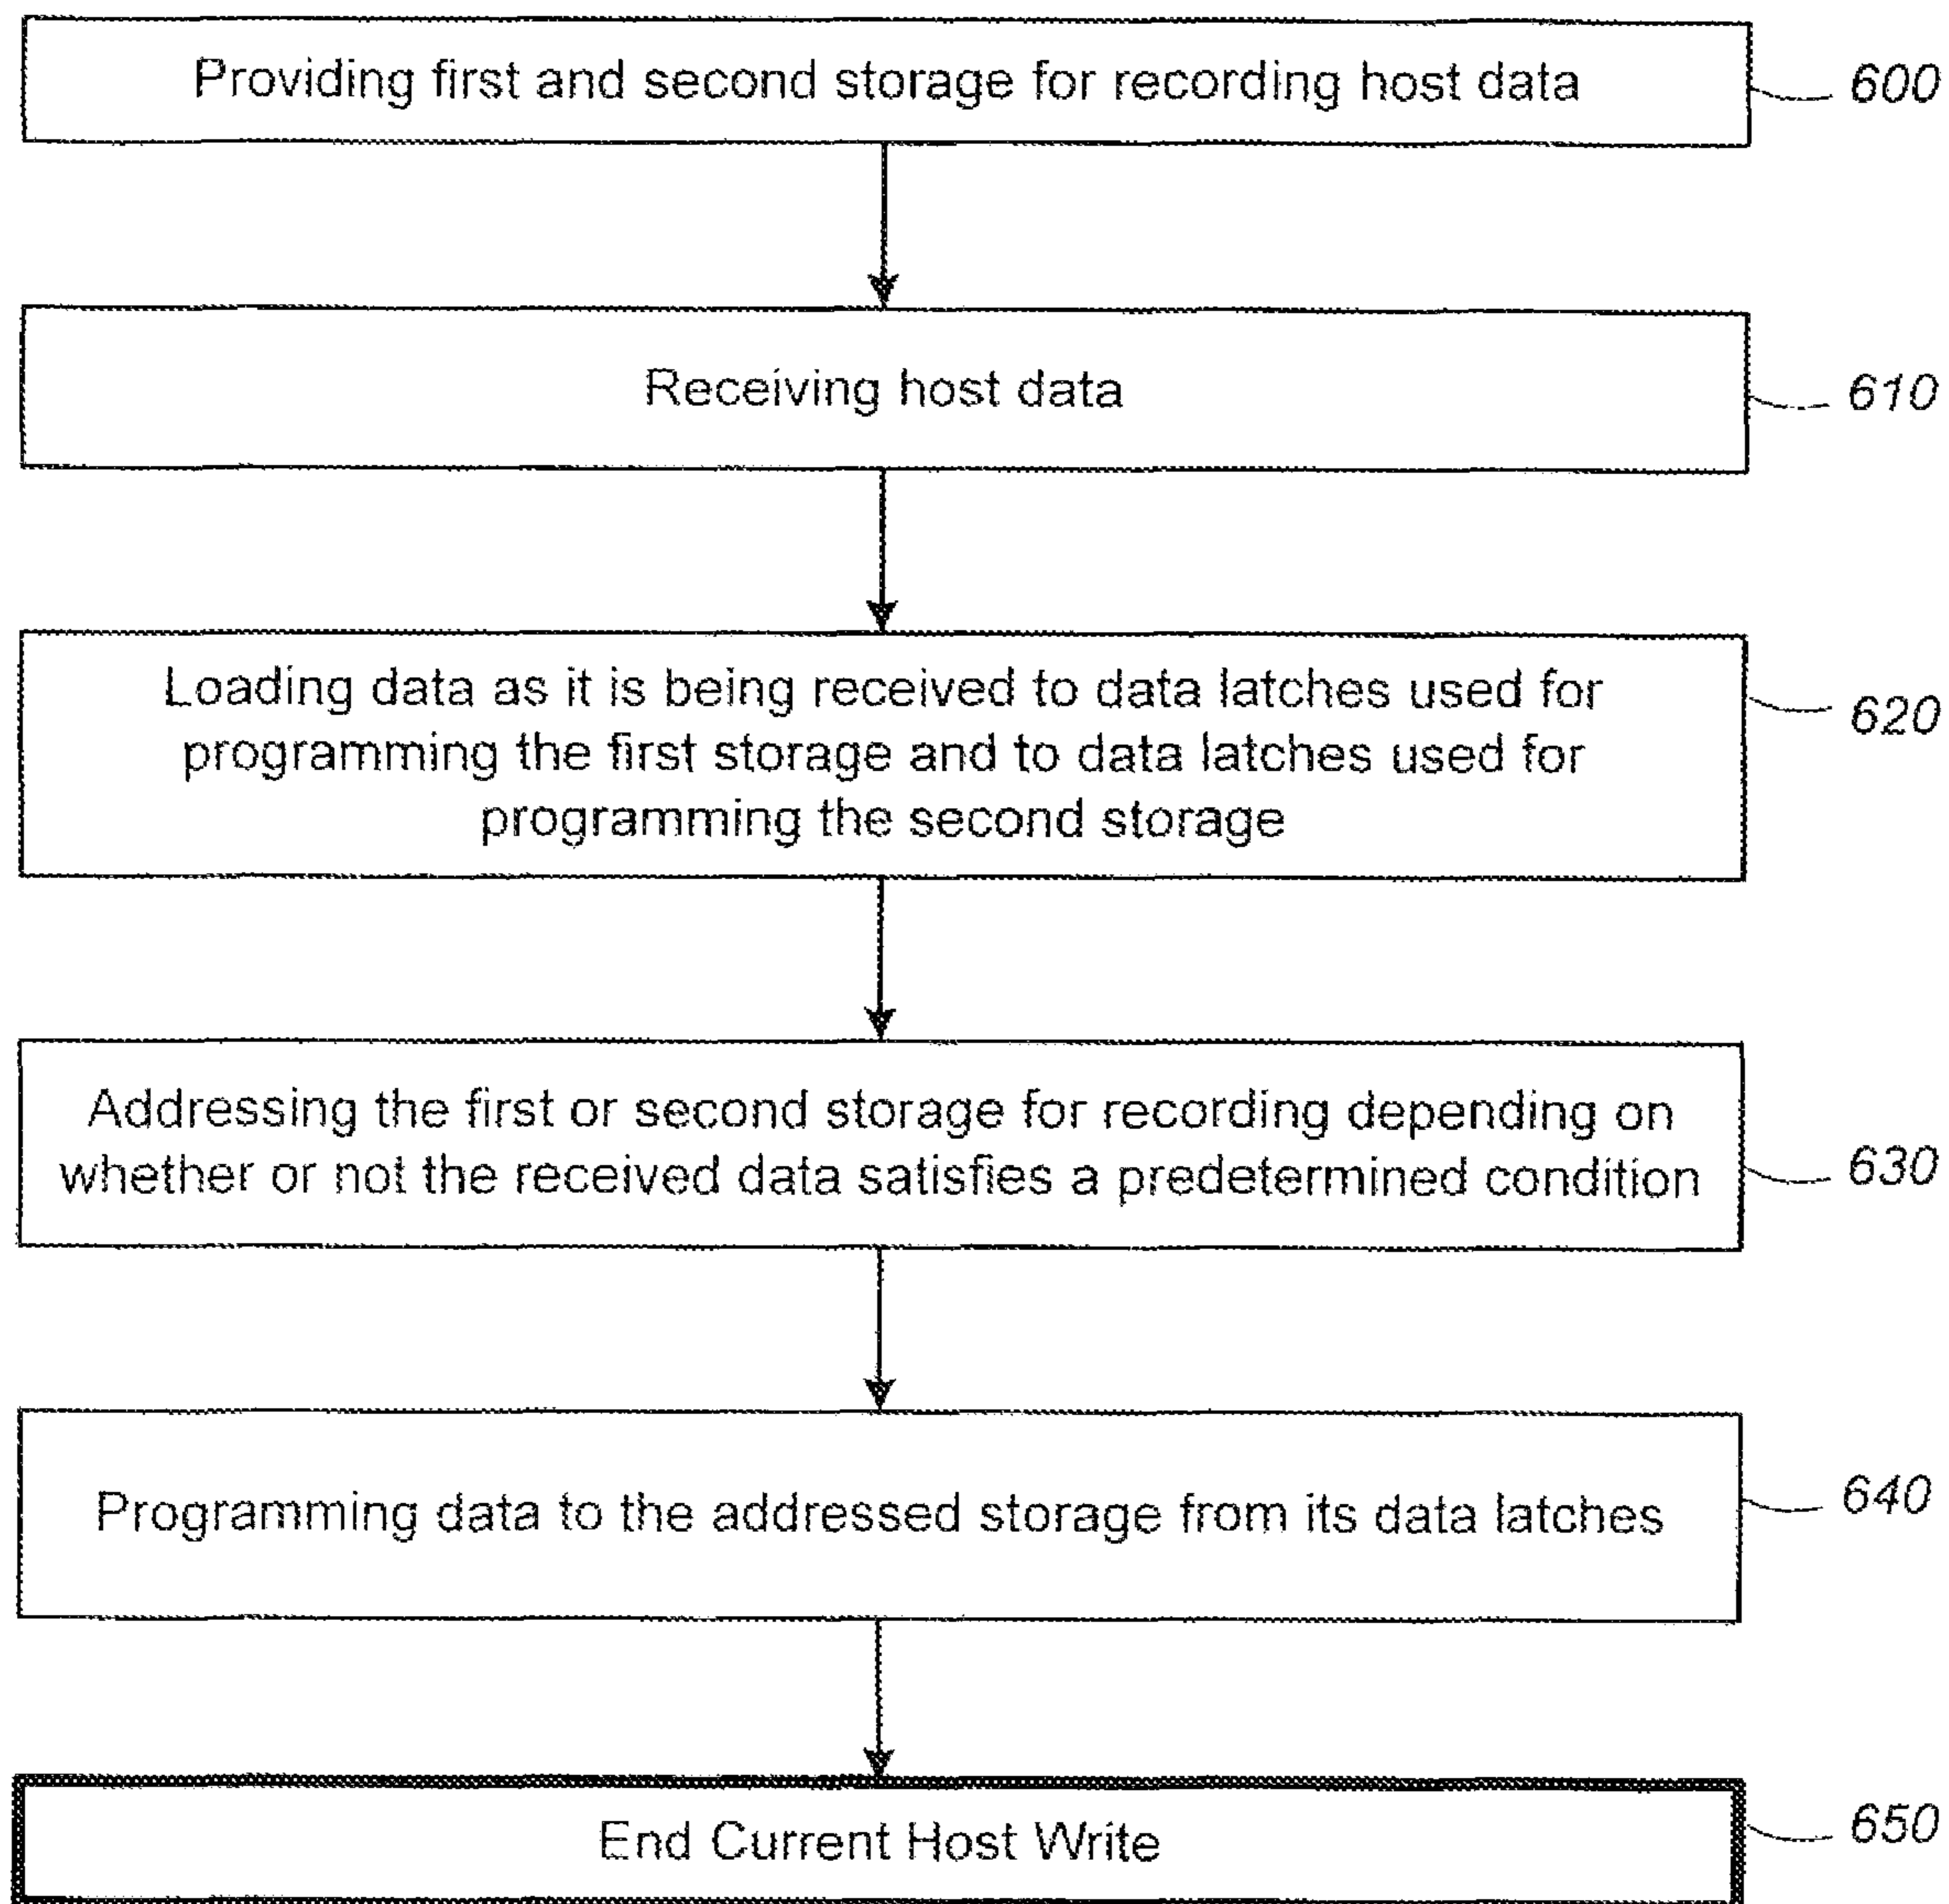 Providing first and second storage for recording host data
600
Receiving host data
610
Loading data as it is being received to data latches used for
programming the first storage and to data latches used for
programming the second storage
620
Addressing the first or second storage for recording depending on
whether or not the received data satisfies a predetermined condition
630
Programming data to the addressed storage from its data latches
640
End Current Host Write
650